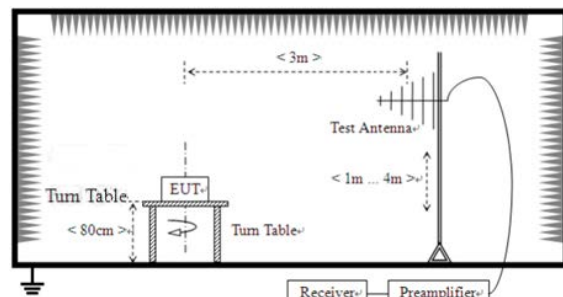 < 3m >
Test Antenna
< 1m ... 4m >
EUT
Turn Table
< 80cm >
Turn Table
Receiver
Preamplifier